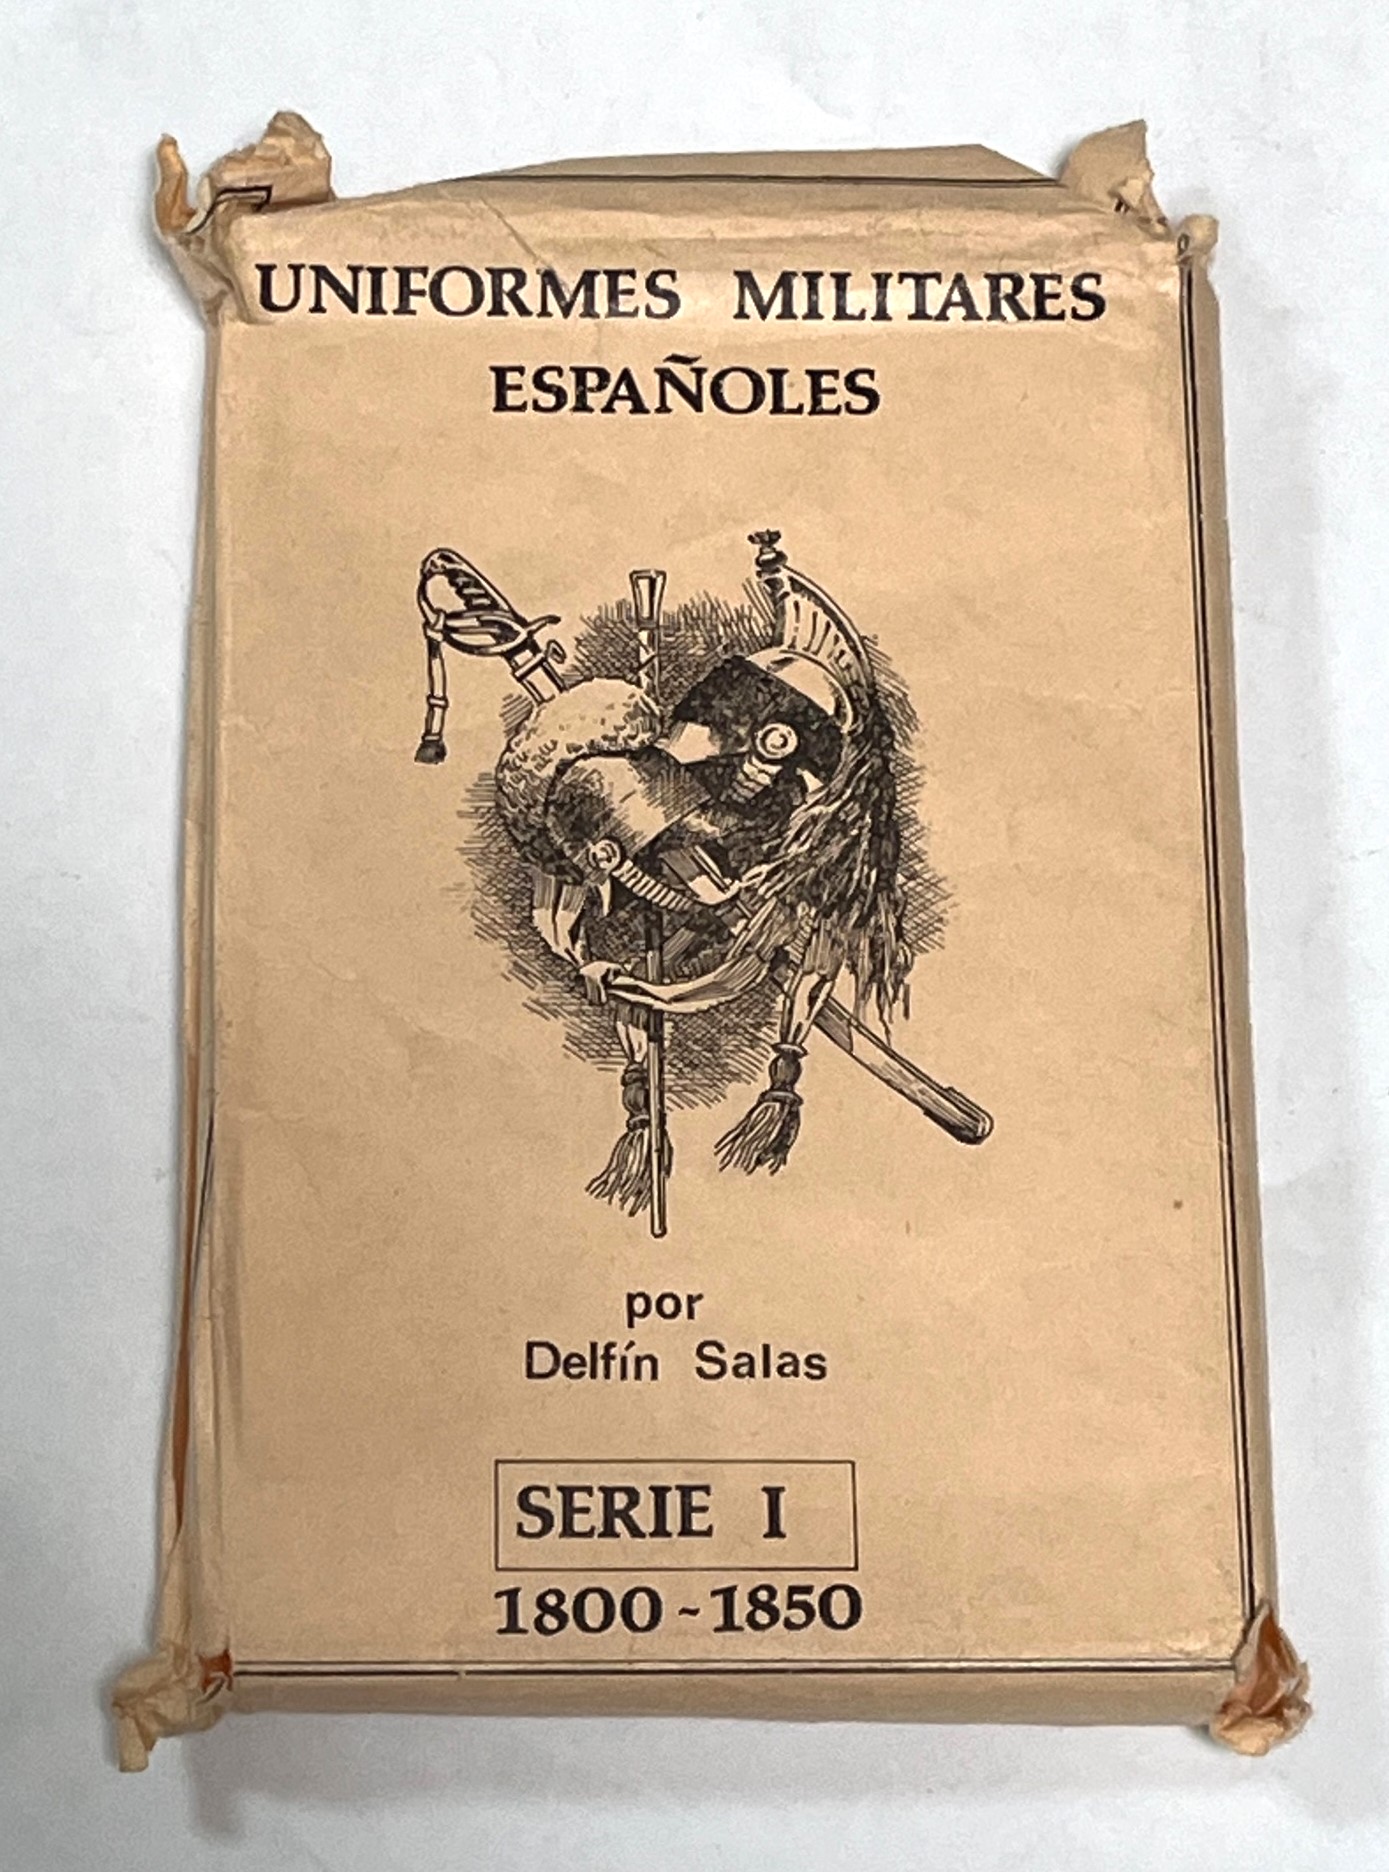 UNIFORMES MILITARES
ESPAÑOLES
por
Delfín Salas
SERIE I
1800-1850